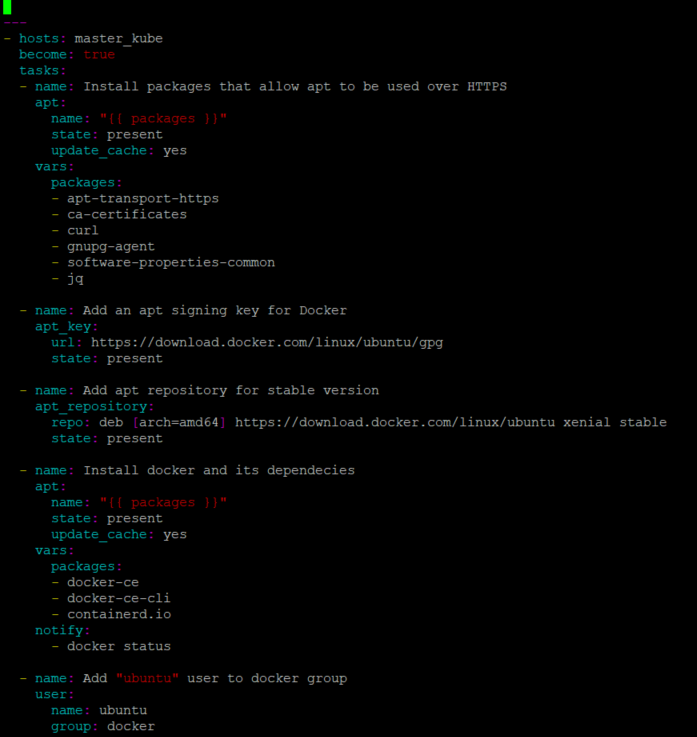 ---
- hosts: master_kube
  become: true
  tasks:
  - name: Install packages that allow apt to be used over HTTPS
    apt:
      name: "{{ packages }}"
      state: present
      update_cache: yes
    vars:
      packages:
      - apt-transport-https
      - ca-certificates
      - curl
      - gnupg-agent
      - software-properties-common
      - jq

  - name: Add an apt signing key for Docker
    apt_key:
      url: https://download.docker.com/linux/ubuntu/gpg
      state: present

  - name: Add apt repository for stable version
    apt_repository:
      repo: deb [arch=amd64] https://download.docker.com/linux/ubuntu xenial stable
      state: present

  - name: Install docker and its dependecies
    apt:
      name: "{{ packages }}"
      state: present
      update_cache: yes
    vars:
      packages:
      - docker-ce
      - docker-ce-cli
      - containerd.io
    notify:
      - docker status

  - name: Add "ubuntu" user to docker group
    user:
      name: ubuntu
      group: docker